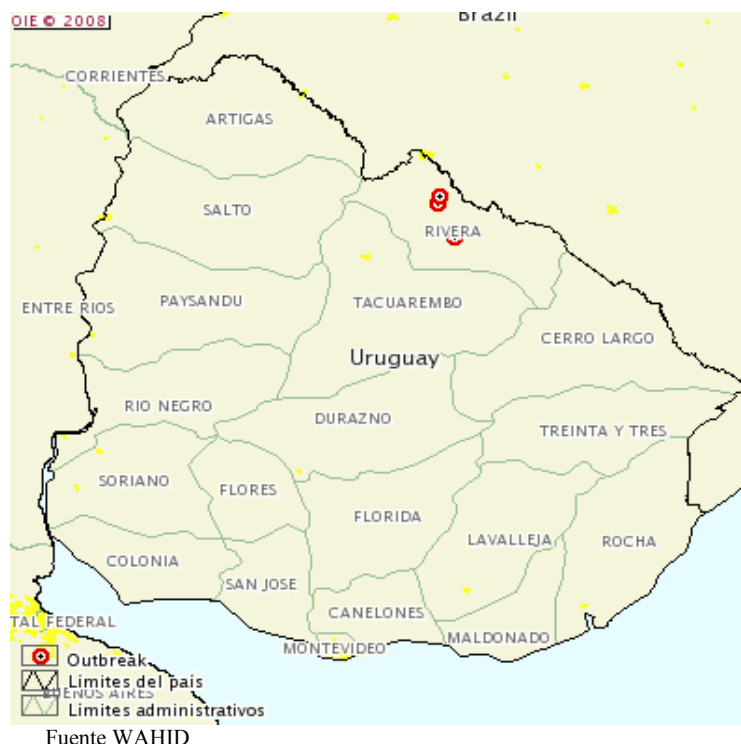 OIE © 2008
Brazil
CORRIENTES
ARTIGAS
SALTO
RIVERA
ENTRE RIOS
PAYSANDU
TACUAREMBO
CERRO LARGO
Uruguay
RIO NEGRO
DURAZNO
TREINTA Y TRES
SORIANO
FLORES
FLORIDA
LAVALLEJA
ROCHA
COLONIA
SAN JOSE
CANELONES
TAL FEDERAL
MONTEVIDEO
MALDONADO
Outbreak
Limites del país
BUENOS AIRES
Limites administrativos
Fuente WAHID